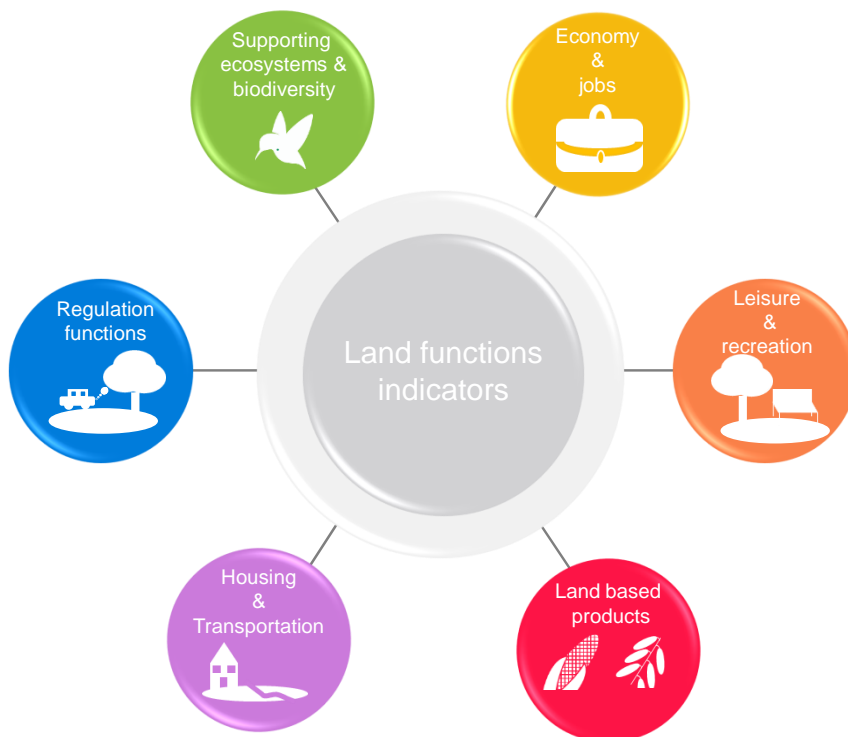 Supporting
ecosystems &
biodiversity
Economy
&
jobs
Regulation
functions
Land functions
indicators
Leisure
&
recreation
Housing
&
Transportation
Land based
products